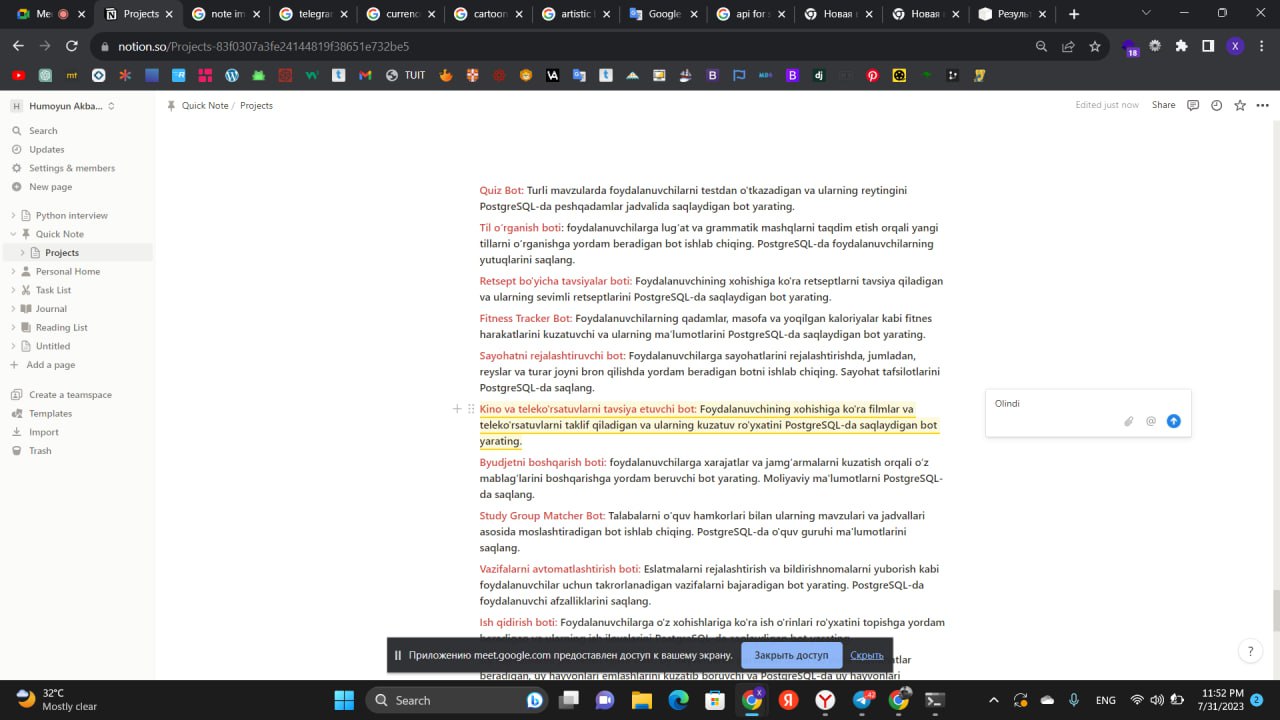 Me
Projects
note im
telegra
currenc
cartoon
artistic l
Google
api for s
Новая в
Новая в
Резуль
notion.so/Projects-83f0307a3fe24144819f38651e732be5
18
X
mt
TUIT
VA
dj
H
Humoyun Akba...
Quick Note / Projects
Edited just now
Share
Search
Updates
Settings & members
New page
Python interview
Quick Note
Projects
Personal Home
Task List
Journal
Reading List
Untitled
Add a page
Create a teamspace
Templates
Import
Trash
Quiz Bot: Turli mavzularda foydalanuvchilarni testdan o'tkazadigan va ularning reytingini
PostgreSQL-da peshqadamlar jadvalida saqlaydigan bot yarating.
Til o'rganish boti: foydalanuvchilarga lug'at va grammatik mashqlarni taqdim etish orqali yangi
tillarni o'rganishga yordam beradigan bot ishlab chiqing. PostgreSQL-da foydalanuvchilarning
yutuqlarini saqlang.
Retsept bo'yicha tavsiyalar boti: Foydalanuvchining xohishiga ko'ra retseptlarni tavsiya qiladigan
va ularning sevimli retseptlarini PostgreSQL-da saqlaydigan bot yarating.
Fitness Tracker Bot: Foydalanuvchilarning qadamlar, masofa va yoqilgan kaloriyalar kabi fitnes
harakatlarini kuzatuvchi va ularning ma'lumotlarini PostgreSQL-da saqlaydigan bot yarating.
Sayohatni rejalashtiruvchi bot: Foydalanuvchilarga sayohatlarini rejalashtirishda, jumladan,
reyslar va turar joyni bron qilishda yordam beradigan botni ishlab chiqing. Sayohat tafsilotlarini
PostgreSQL-da saqlang.
Kino va teleko'rsatuvlarni tavsiya etuvchi bot: Foydalanuvchining xohishiga ko'ra filmlar va
teleko'rsatuvlarni taklif qiladigan va ularning kuzatuv ro'yxatini PostgreSQL-da saqlaydigan bot
yarating.
Olindi
Byudjetni boshqarish boti: foydalanuvchilarga xarajatlar va jamg'armalarni kuzatish orqali o'z
mablag'larini boshqarishga yordam beruvchi bot yarating. Moliyaviy ma'lumotlarni PostgreSQL-
da saqlang.
Study Group Matcher Bot: Talabalarni o'quv hamkorlari bilan ularning mavzulari va jadvallari
asosida moslashtiradigan bot ishlab chiqing. PostgreSQL-da o'quv guruhi ma'lumotlarini
saqlang.
Vazifalarni avtomatlashtirish boti: Eslatmalarni rejalashtirish va bildirishnomalarni yuborish kabi
foydalanuvchilar uchun takrorlanadigan vazifalarni bajaradigan bot yarating. PostgreSQL-da
foydalanuvchi afzalliklarini saqlang.
Ish qidirish boti: Foydalanuvchilarga o'z xohishlariga ko'ra ish o'rinlari ro'yxatini topishga yordam
Приложению meet.google.com предоставлен доступ к вашему экрану.
Закрыть доступ
Скрыть
?
32°C
Mostly clear
Search
42
ENG
11:52 PM
7/31/2023
2